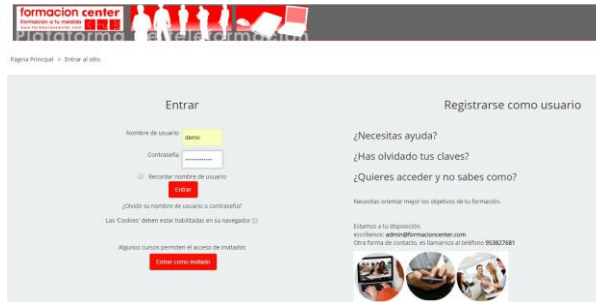 formacion center
Formación a tu medida
www.formacioncenter.com
Plataforma de Teleformación
Página Principal > Entrar al sitio
Entrar
Nombre de usuario
demo
Contraseña
............
Recordar nombre de usuario
Entrar
¿Olvidó su nombre de usuario o contraseña?
Las 'Cookies' deben estar habilitadas en su navegador
Algunos cursos permiten el acceso de invitados
Entrar como invitado
Registrarse como usuario
¿Necesitas ayuda?
¿Has olvidado tus claves?
¿Quieres acceder y no sabes como?
Necesitas orientar mejor los objetivos de tu formación.
Estamos a tu disposición,
escríbenos: admin@formacioncenter.com
Otra forma de contacto, es llamarnos al teléfono 953827681